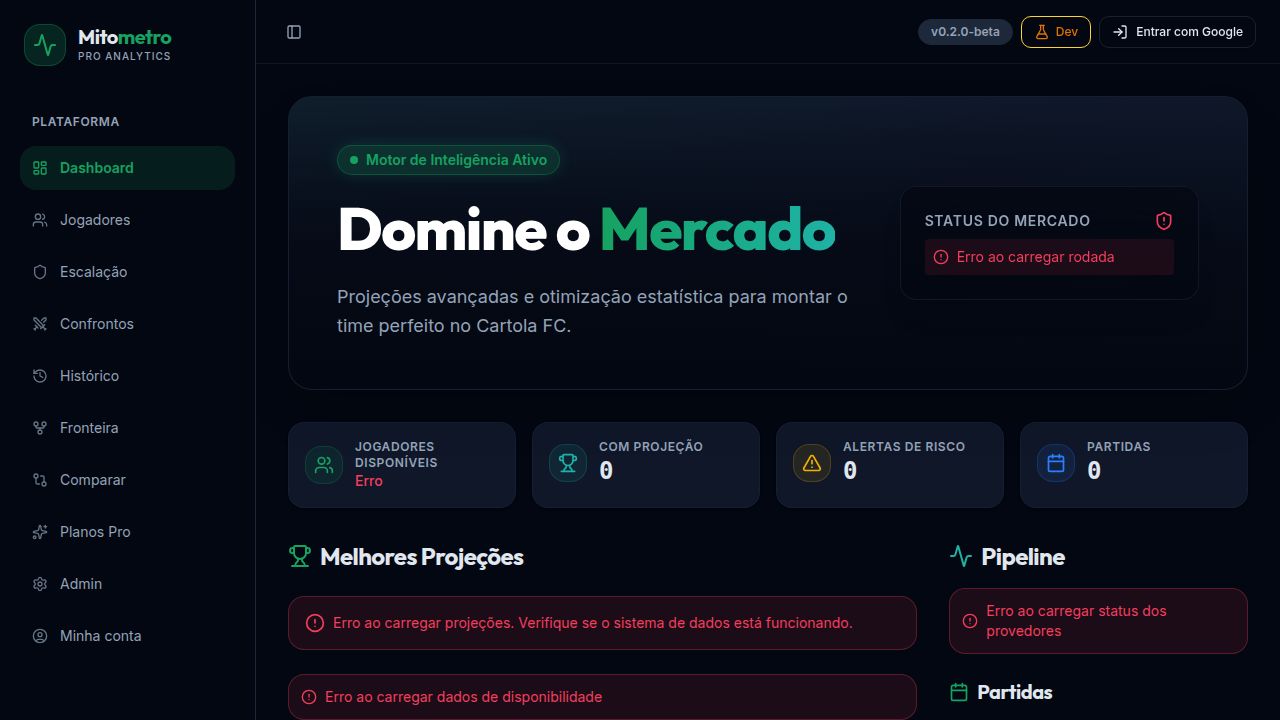 Mitometro
PRO ANALYTICS
PLATAFORMA
Dashboard
Jogadores
Escalação
Confrontos
Histórico
Fronteira
Comparar
Planos Pro
Admin
Minha conta
v0.2.0-beta
Dev
Entrar com Google
Motor de Inteligência Ativo
Domine o Mercado
Projeções avançadas e otimização estatística para montar o
time perfeito no Cartola FC.
STATUS DO MERCADO
Erro ao carregar rodada
JOGADORES
DISPONÍVEIS
Erro
COM PROJEÇÃO
0
ALERTAS DE RISCO
0
PARTIDAS
0
Melhores Projeções
Erro ao carregar projeções. Verifique se o sistema de dados está funcionando.
Erro ao carregar dados de disponibilidade
Pipeline
Erro ao carregar status dos
provedores
Partidas